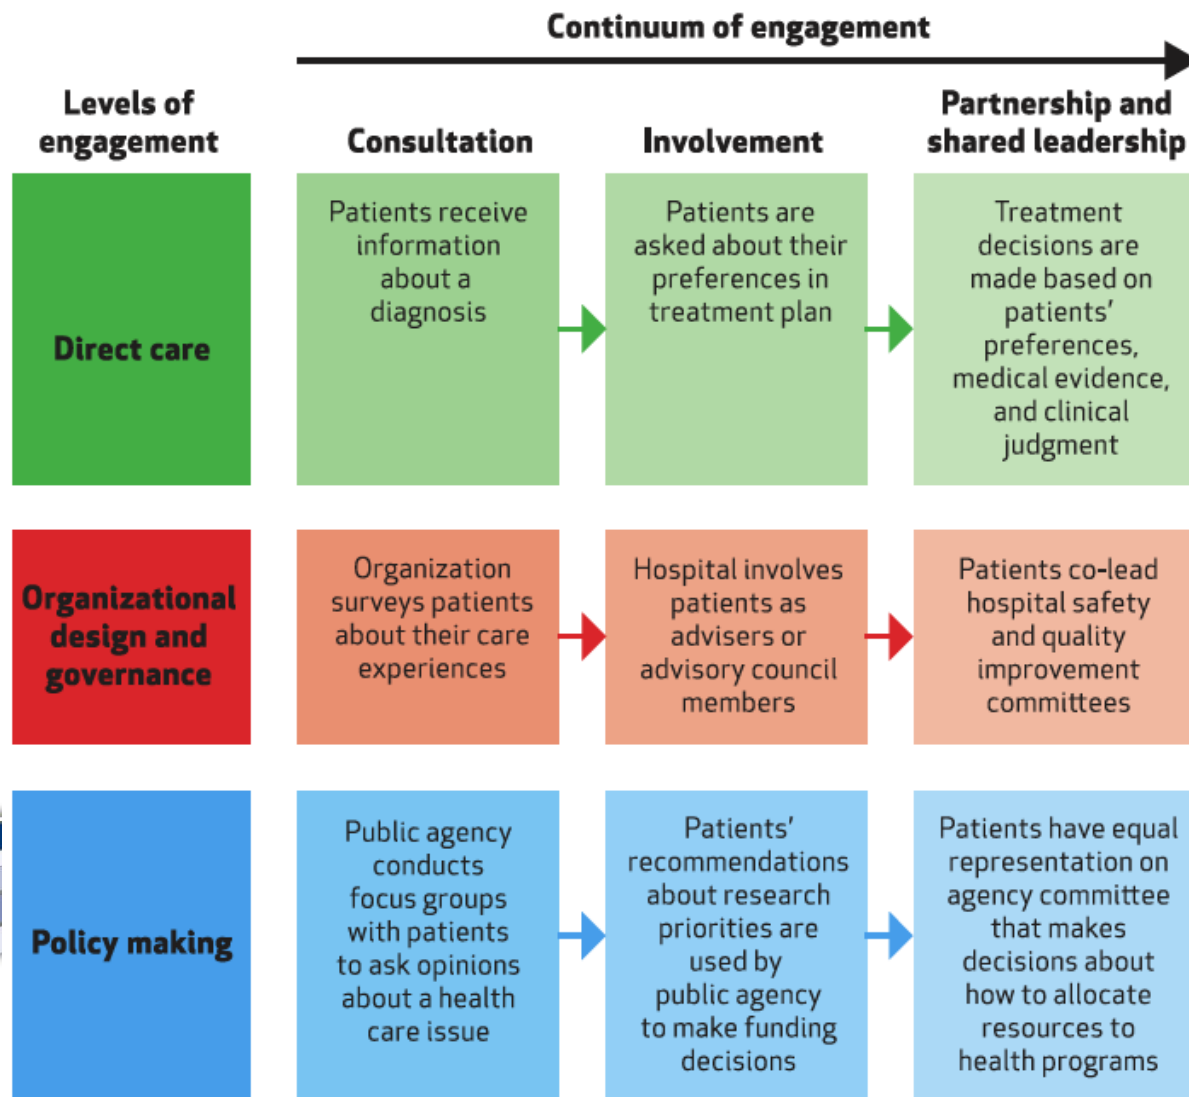 Continuum of engagement
Levels of
engagement
Consultation
Involvement
Partnership and
shared leadership
Direct care
Patients receive
information
about a
diagnosis
Patients are
asked about their
preferences in
treatment plan
Treatment
decisions are
made based on
patients’
preferences,
medical evidence,
and clinical
judgment
Organizational
design and
governance
Organization
surveys patients
about their care
experiences
Hospital involves
patients as
advisers or
advisory council
members
Patients co-lead
hospital safety
and quality
improvement
committees
Policy making
Public agency
conducts
focus groups
with patients
to ask opinions
about a health
care issue
Patients’
recommendations
about research
priorities are
used by
public agency
to make funding
decisions
Patients have equal
representation on
agency committee
that makes
decisions about
how to allocate
resources to
health programs